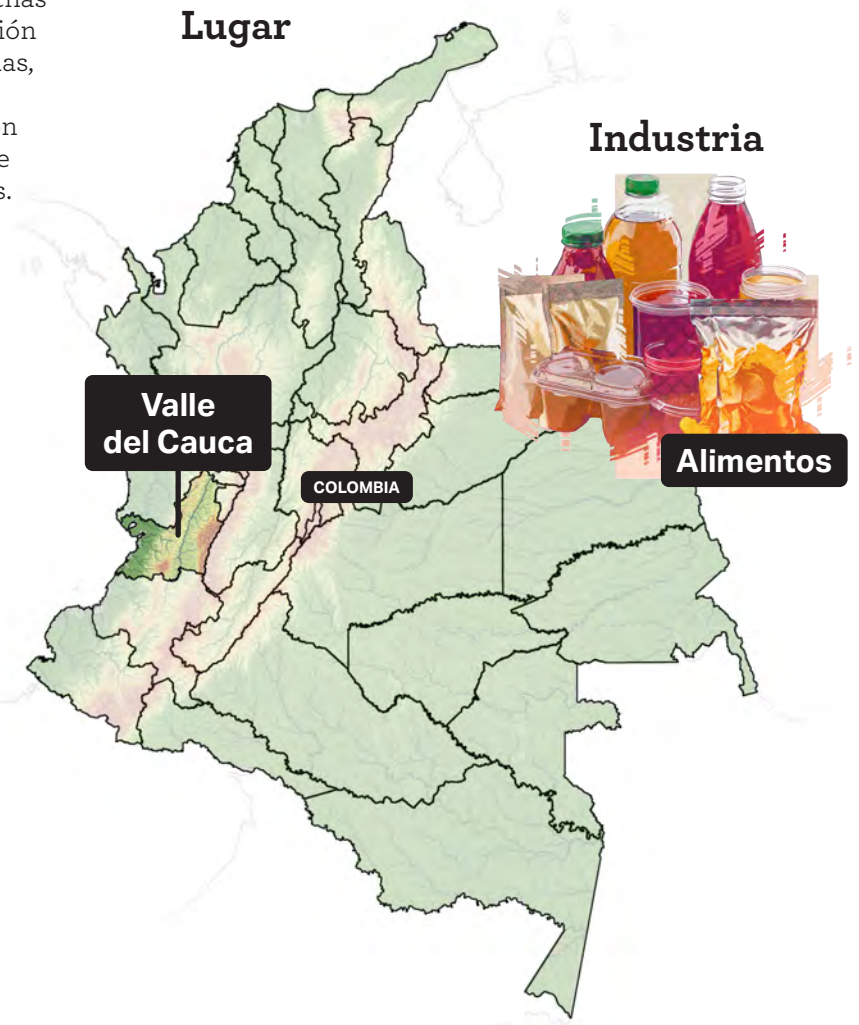 Lugar
Industria
Valle
del Cauca
COLOMBIA
Alimentos